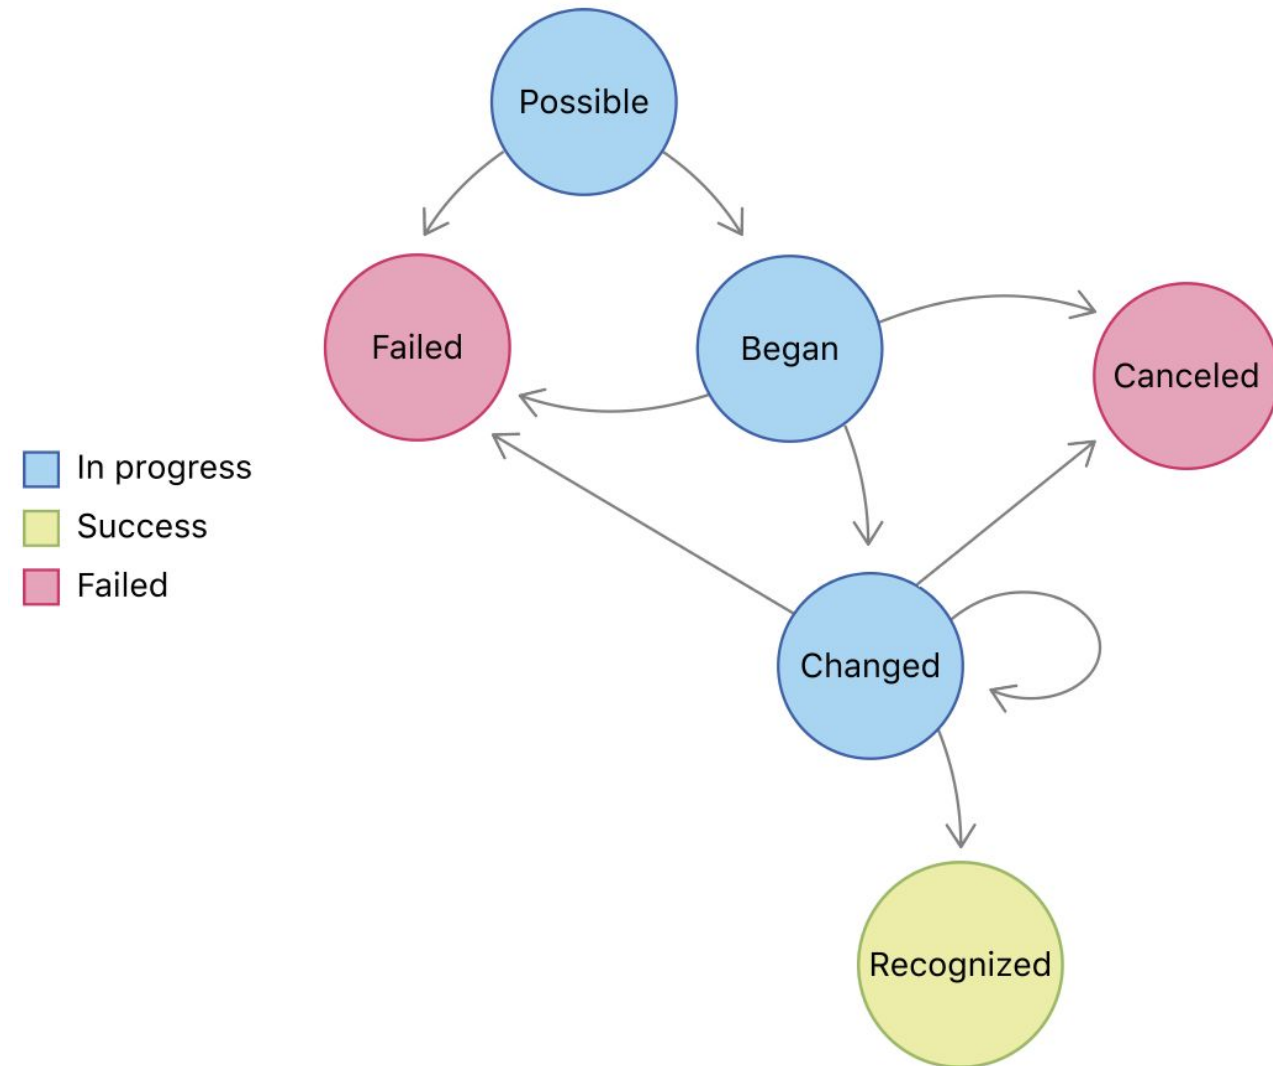 Possible
Failed
Began
Canceled
In progress
Success
Failed
Changed
Recognized